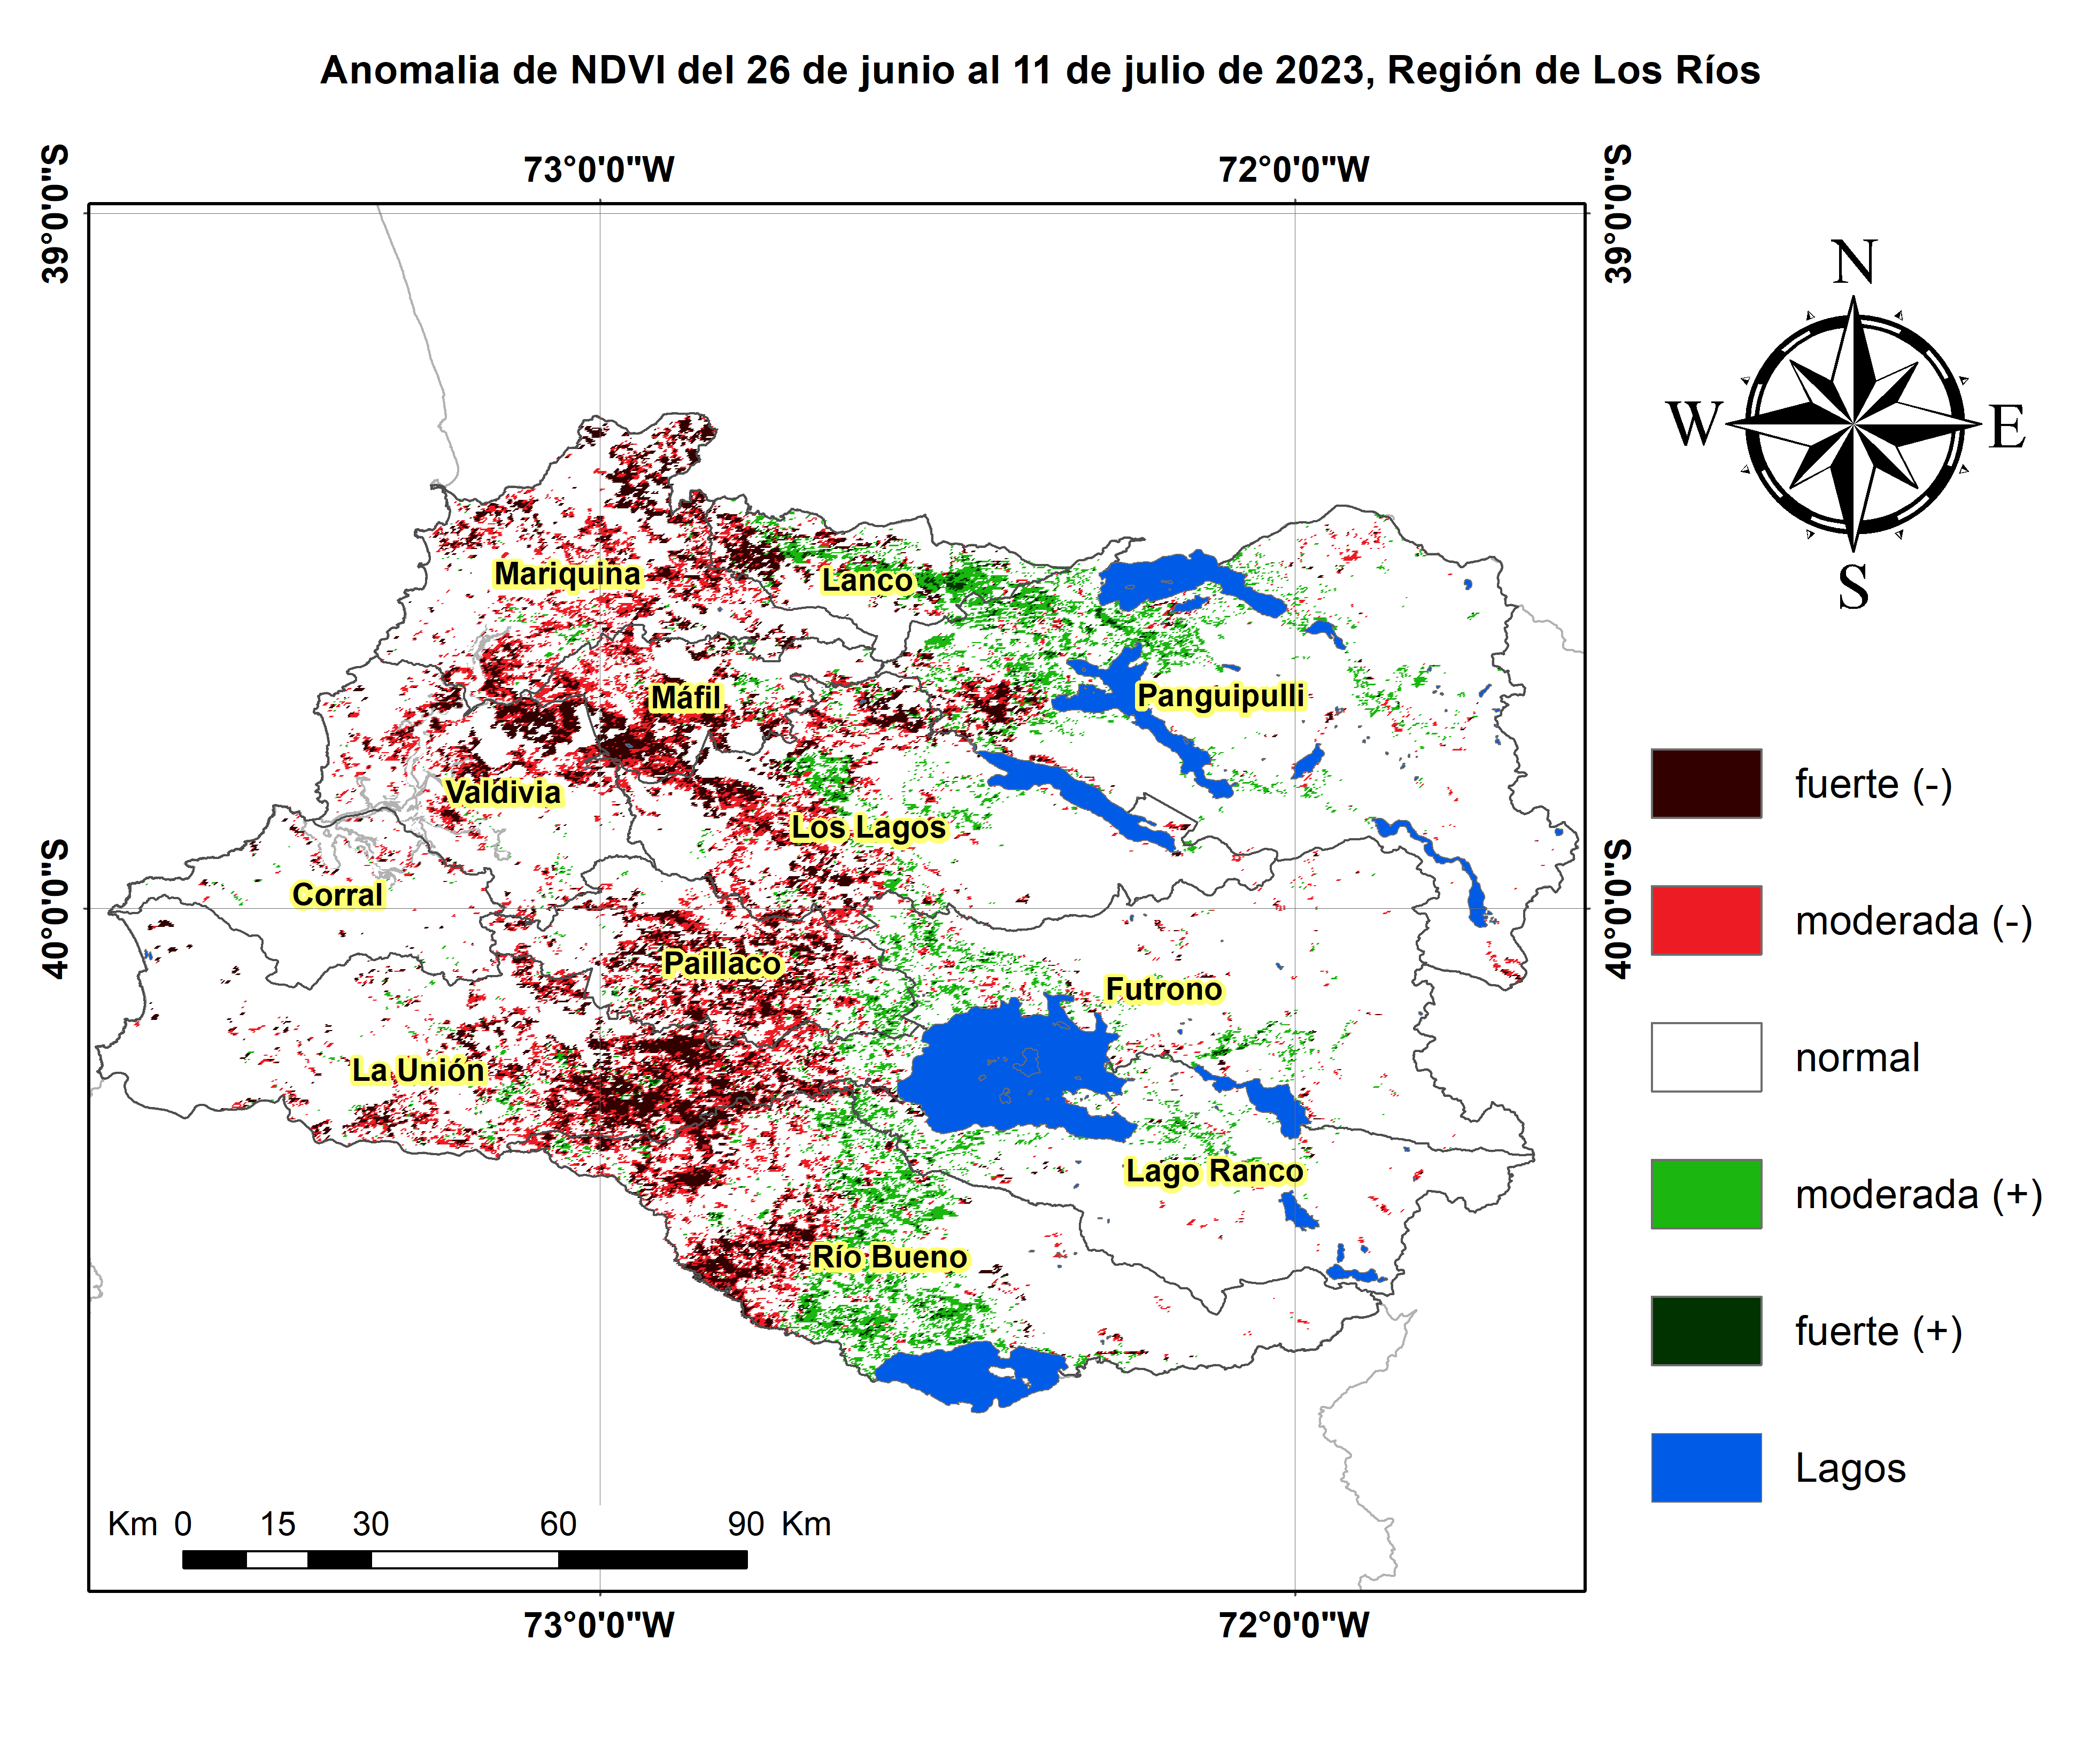 Anomalia de NDVI del 26 de junio al 11 de julio de 2023, Región de Los Ríos
73°0'0"W
72°0'0"W
39°0'0"S
39°0'0"S
N
W
E
S
Mariquina
Lanco
Máfil
Panguipulli
Valdivia
Los Lagos
Corral
40°0'0"S
40°0'0"S
Paillaco
Futrono
La Unión
Lago Ranco
Río Bueno
fuerte (-)
moderada (-)
normal
moderada (+)
fuerte (+)
Lagos
Km 0 15 30 60 90 Km
73°0'0"W
72°0'0"W